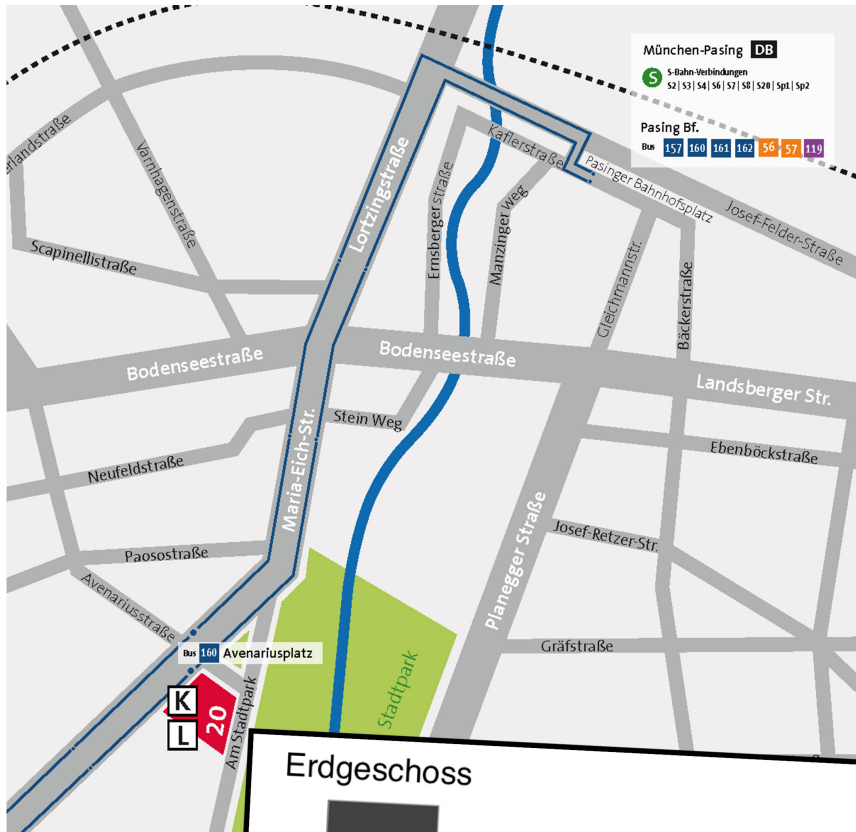 München-Pasing DB
S S-Bahn-Verbindungen
S2 | S3 | S4 | S6 | S7 | S8 | S20 | Sp1 | Sp2
Pasing Bf.
Bus 157 160 161 162 56 57 119
erlandstraße
Varnhagenstraße
Scapinellistraße
Lortzingstraße
Kaflerstraße
Ernsberger straße
Manzinger weg
Pasinger Bahnhofsplatz
Josef-Felder-Straße
Gleichmannstr.
Bäckerstraße
Bodenseestraße
Bodenseestraße
Landsberger Str.
Stein Weg
Maria-Eich-Str.
Neufeldstraße
Ebenböckstraße
Planegger Straße
Josef-Retzer-Str.
Paosostraße
Avenariusstraße
Gräfstraße
Bus 160 Avenariusplatz
Stadtpark
Am Stadtpark
K
L
20
Erdgeschoss